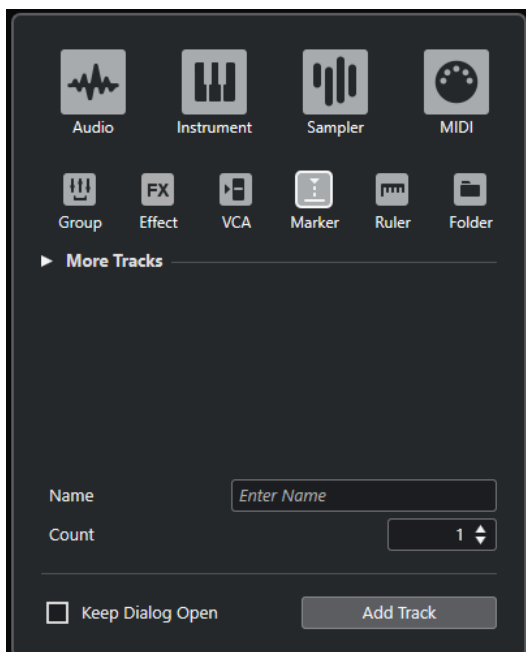 Audio Instrument Sampler MIDI
FX
Group Effect VCA Marker Ruler Folder
More Tracks
Name Enter Name
Count 1
Keep Dialog Open Add Track